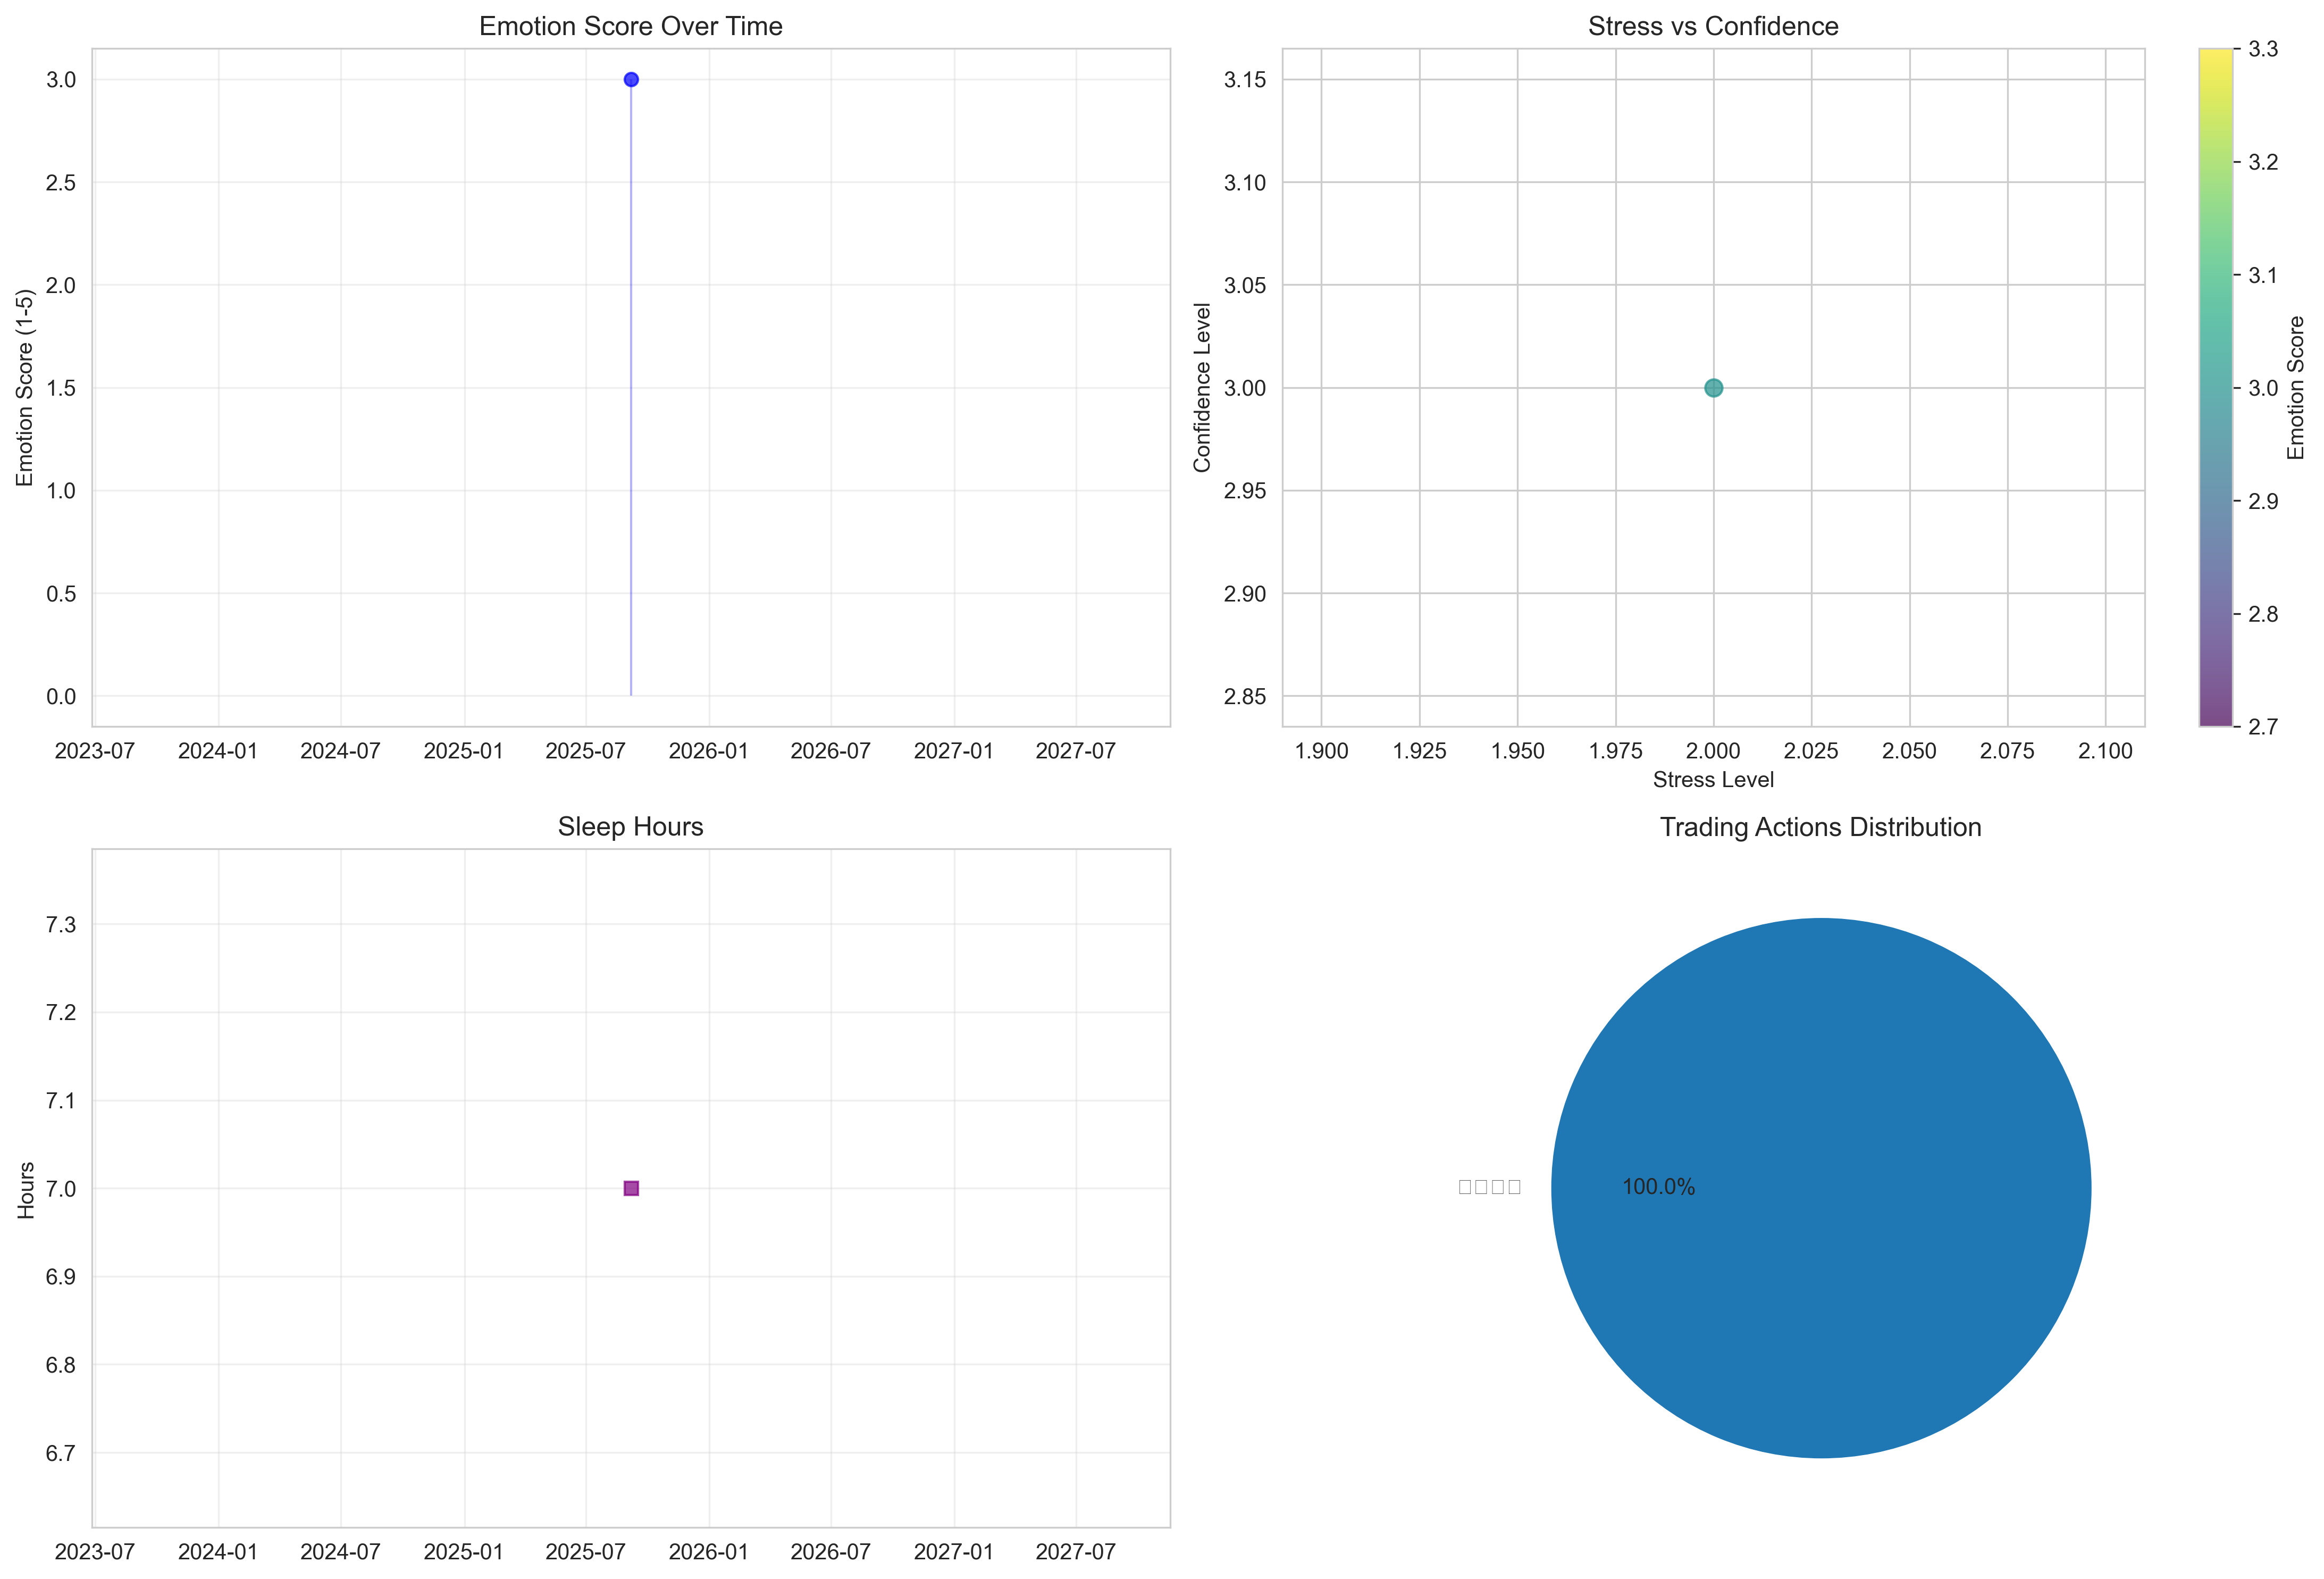 Emotion Score Over Time
Emotion Score (1-5)
3.0
2.5
2.0
1.5
1.0
0.5
0.0
2023-07 2024-01 2024-07 2025-01 2025-07 2026-01 2026-07 2027-01 2027-07
Stress vs Confidence
Confidence Level
3.15
3.10
3.05
3.00
2.95
2.90
2.85
1.900 1.925 1.950 1.975 2.000 2.025 2.050 2.075 2.100
Stress Level
3.3
3.2
3.1
3.0
2.9
2.8
2.7
Emotion Score
Sleep Hours
Hours
7.3
7.2
7.1
7.0
6.9
6.8
6.7
2023-07 2024-01 2024-07 2025-01 2025-07 2026-01 2026-07 2027-01 2027-07
Trading Actions Distribution
100.0%